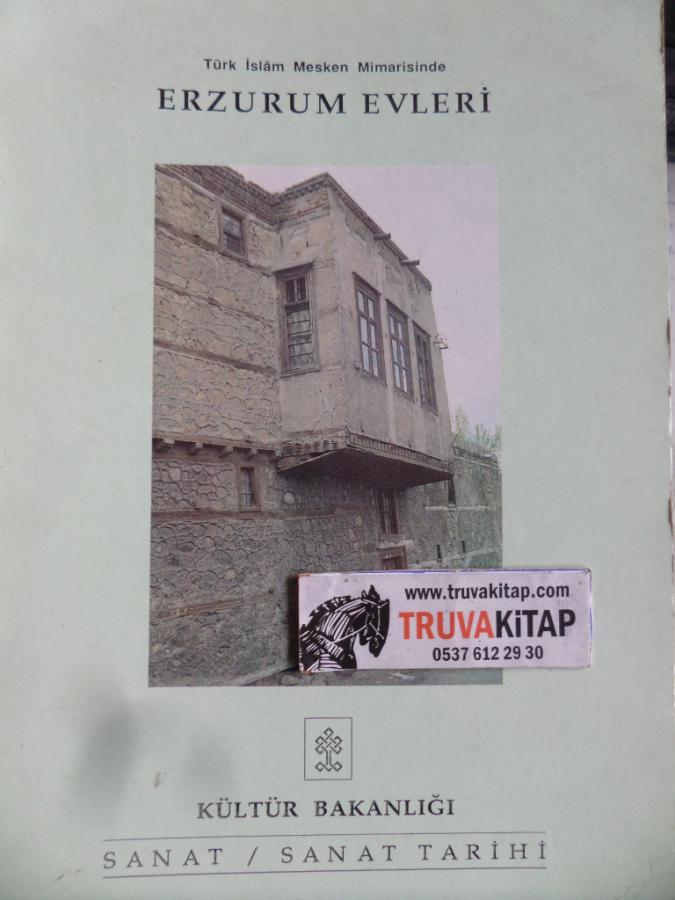 Türk İslâm Mesken Mimarisinde
ERZURUM EVLERİ
www.truvakitap.com
TRUVAKiTAP
0537 612 29 30
KÜLTÜR BAKANLIĞI
SANAT / SANAT TARİHİ